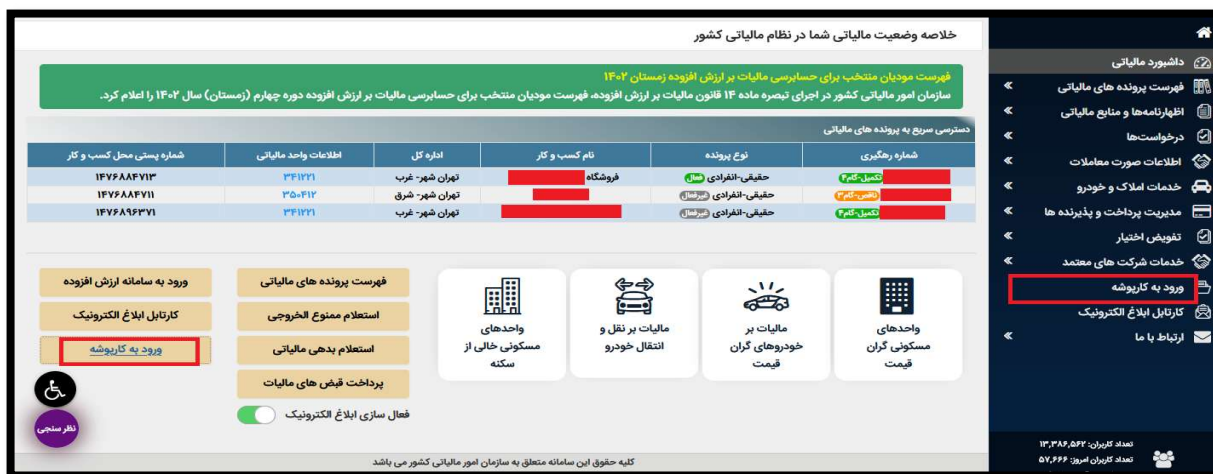 خلاصه وضعیت مالیاتی شما در نظام مالیاتی کشور
داشبورد مالیاتی
فهرست پرونده های مالیاتی
اظهارنامه‌ها و منابع مالیاتی
درخواست‌ها
اطلاعات صورت معاملات
خدمات املاک و خودرو
مدیریت پرداخت و پذیرنده ها
تفویض اختیار
خدمات شرکت های معتمد
ورود به کارپوشه
کارتابل ابلاغ الکترونیک
ارتباط با ما
تعداد کاربران: ۱۳,۳۸۶,۵۶۲
تعداد کاربران امروز: ۵۷,۶۶۶
فهرست مودیان منتخب برای حسابرسی مالیات بر ارزش افزوده زمستان ۱۴۰۲
سازمان امور مالیاتی کشور در اجرای تبصره ماده ۱۴ قانون مالیات بر ارزش افزوده، فهرست مودیان منتخب برای حسابرسی مالیات بر ارزش افزوده دوره چهارم (زمستان) سال ۱۴۰۲ را اعلام کرد.
دسترسی سریع به پرونده های مالیاتی
شماره رهگیری نوع پرونده نام کسب و کار اداره کل اطلاعات واحد مالیاتی شماره پستی محل کسب و کار
تکمیل-گام۴ حقیقی-انفرادی فعال فروشگاه تهران شهر- غرب ۳۴۱۲۲۱ ۱۴۷۶۸۸۴۷۱۳
ناقص-گام۳ حقیقی-انفرادی غیرفعال تهران شهر- شرق ۳۵۰۴۱۲ ۱۴۷۶۸۸۴۷۱۱
تکمیل-گام۴ حقیقی-انفرادی غیرفعال تهران شهر- غرب ۳۴۱۲۲۱ ۱۴۷۶۸۹۶۳۷۱
واحدهای
مسکونی گران
قیمت
مالیات بر
خودروهای گران
قیمت
مالیات بر نقل و
انتقال خودرو
واحدهای
مسکونی خالی از
سکنه
فهرست پرونده های مالیاتی
استعلام ممنوع الخروجی
استعلام بدهی مالیاتی
پرداخت قبض های مالیات
فعال سازی ابلاغ الکترونیک
ورود به سامانه ارزش افزوده
کارتابل ابلاغ الکترونیک
ورود به کارپوشه
نظر سنجی
کلیه حقوق این سامانه متعلق به سازمان امور مالیاتی کشور می باشد